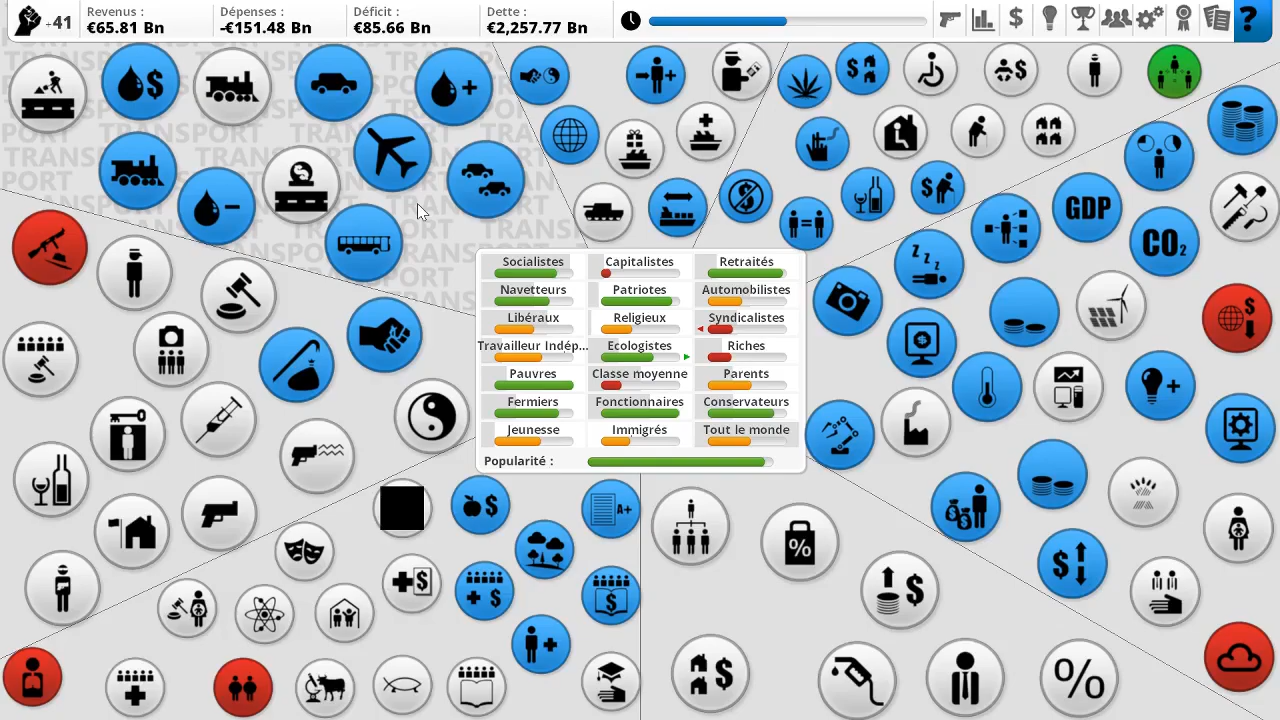 +41
Revenus :
€65.81 Bn
Dépenses :
-€151.48 Bn
Déficit :
€85.66 Bn
Dette :
€2,257.77 Bn
?
TRANSPORT
GDP
CO₂
z z z
A+
%
%
Socialistes
Capitalistes
Retraités
Navetteurs
Patriotes
Automobilistes
Libéraux
Religieux
Syndicalistes
Travailleur Indép...
Ecologistes
Riches
Pauvres
Classe moyenne
Parents
Fermiers
Fonctionnaires
Conservateurs
Jeunesse
Immigrés
Tout le monde
Popularité :